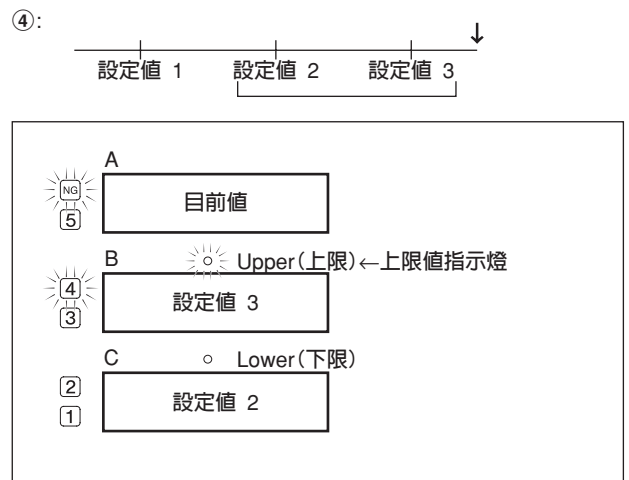 ④:
設定值 1 設定值 2 設定值 3
A
NG
5
目前值
B Upper(上限)←上限值指示燈
4
3
設定值 3
C Lower(下限)
2
1
設定值 2